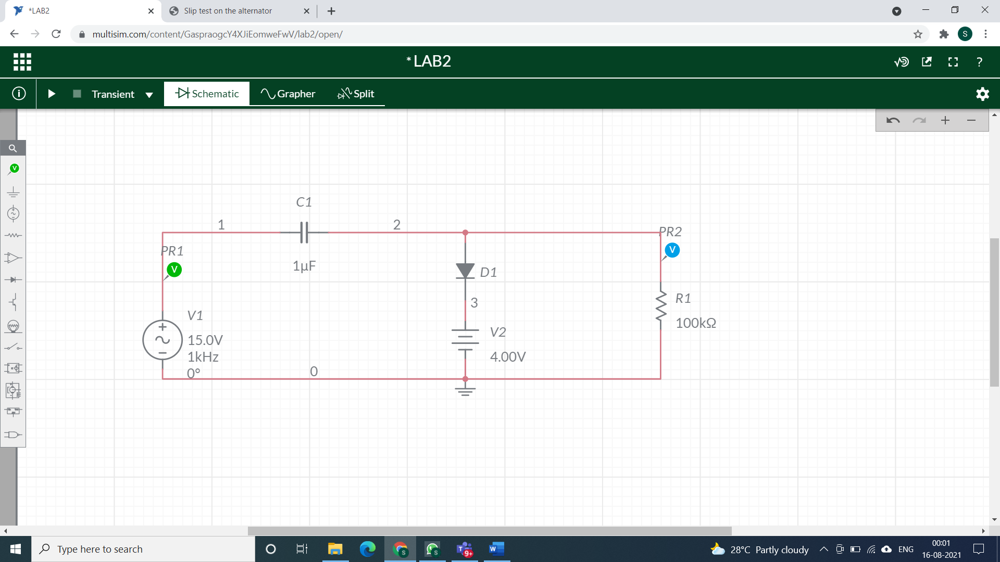 *LAB2
Slip test on the alternator
multisim.com/content/GaspraogcY4XJiEomweFwV/lab2/open/
S
*LAB2
?
Transient
Schematic
Grapher
Split
V
C1
1
2
PR2
V
PR1
V
1µF
D1
3
R1
100kΩ
V1
15.0V
1kHz
0°
V2
4.00V
0
Type here to search
S
S
9+
W
28°C Partly cloudy
ENG
00:01
16-08-2021